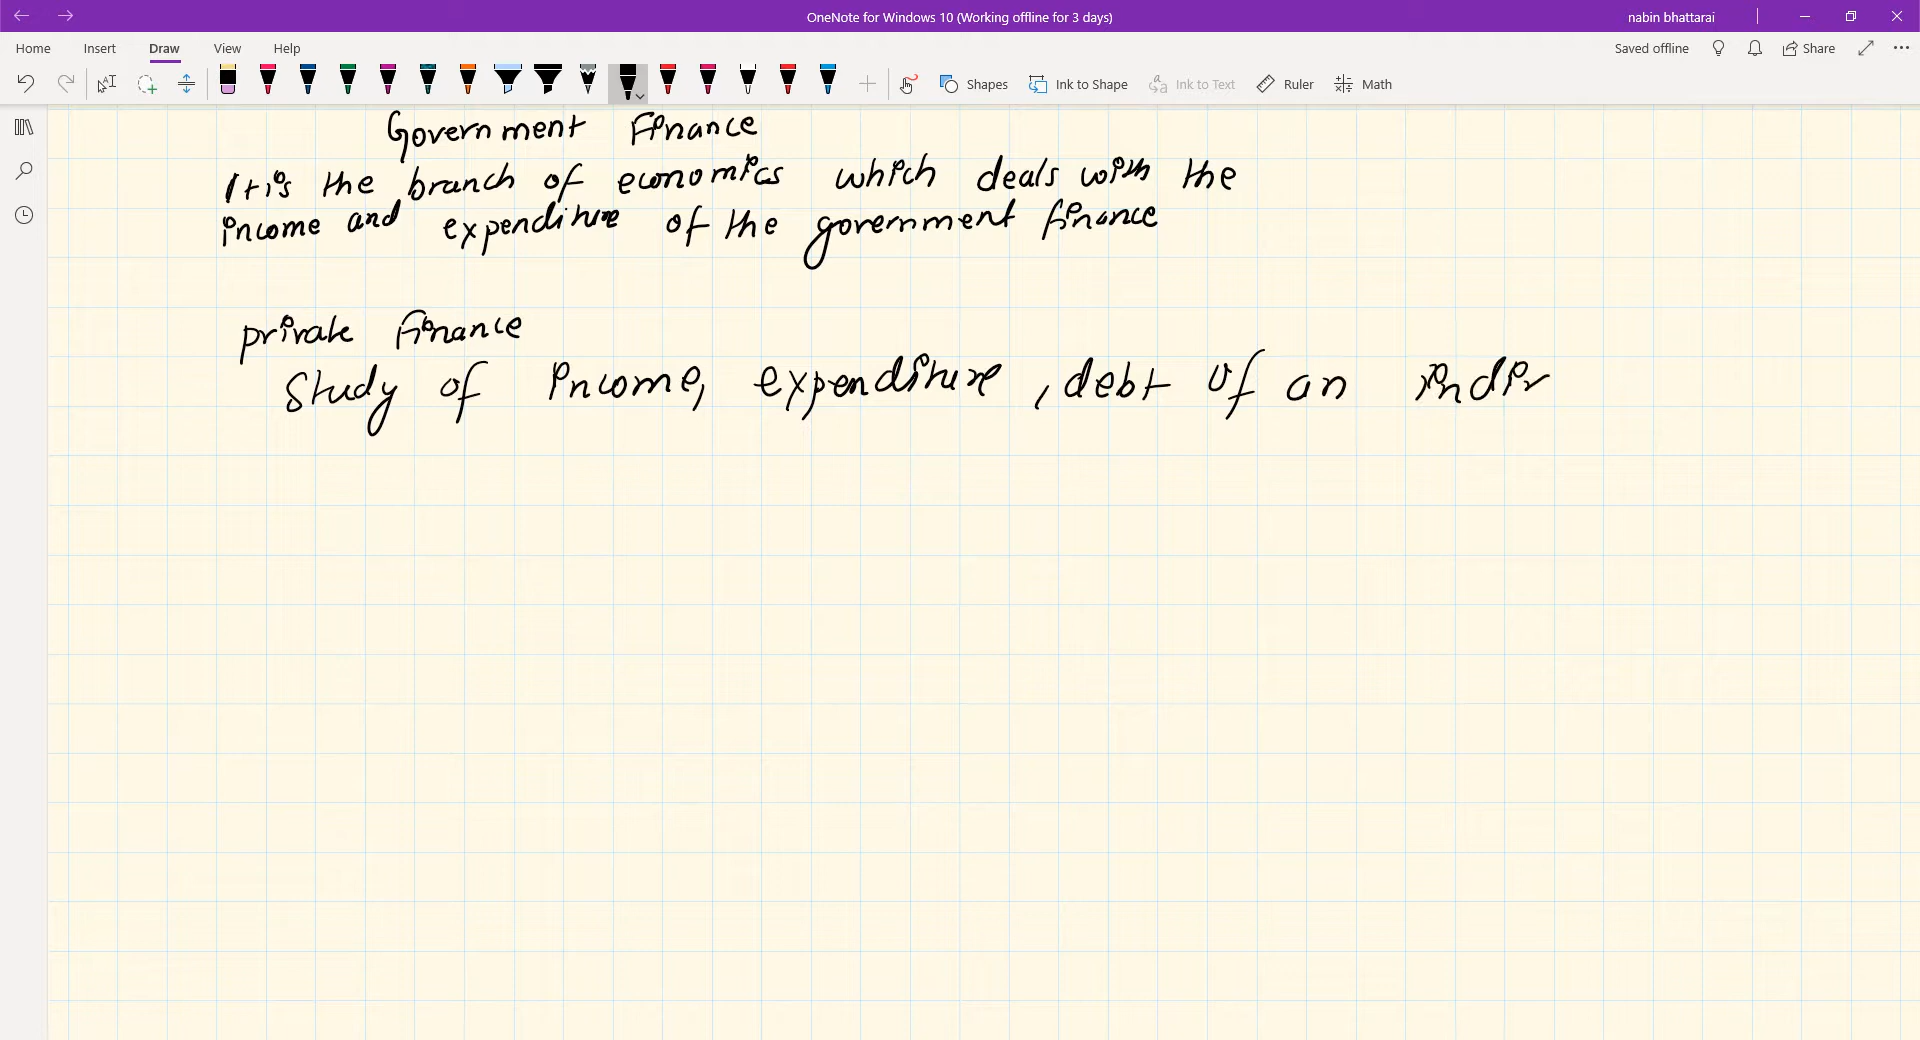 OneNote for Windows 10 (Working offline for 3 days)
nabin bhattarai
Home Insert Draw View Help
Saved offline
Share
Shapes Ink to Shape Ink to Text Ruler Math
Government Finance
It is the branch of economics which deals with the
income and expenditure of the government finance
private finance
Study of income, expenditure, debt of an indiv